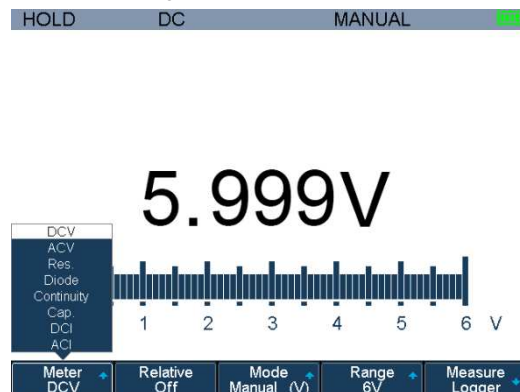 HOLD DC MANUAL
5.999V
DCV
ACV
Res.
Diode
Continuity
Cap.
DCI
ACI
1 2 3 4 5 6 V
Meter Relative Mode Range Measure
DCV Off Manual (V) 6V Logger